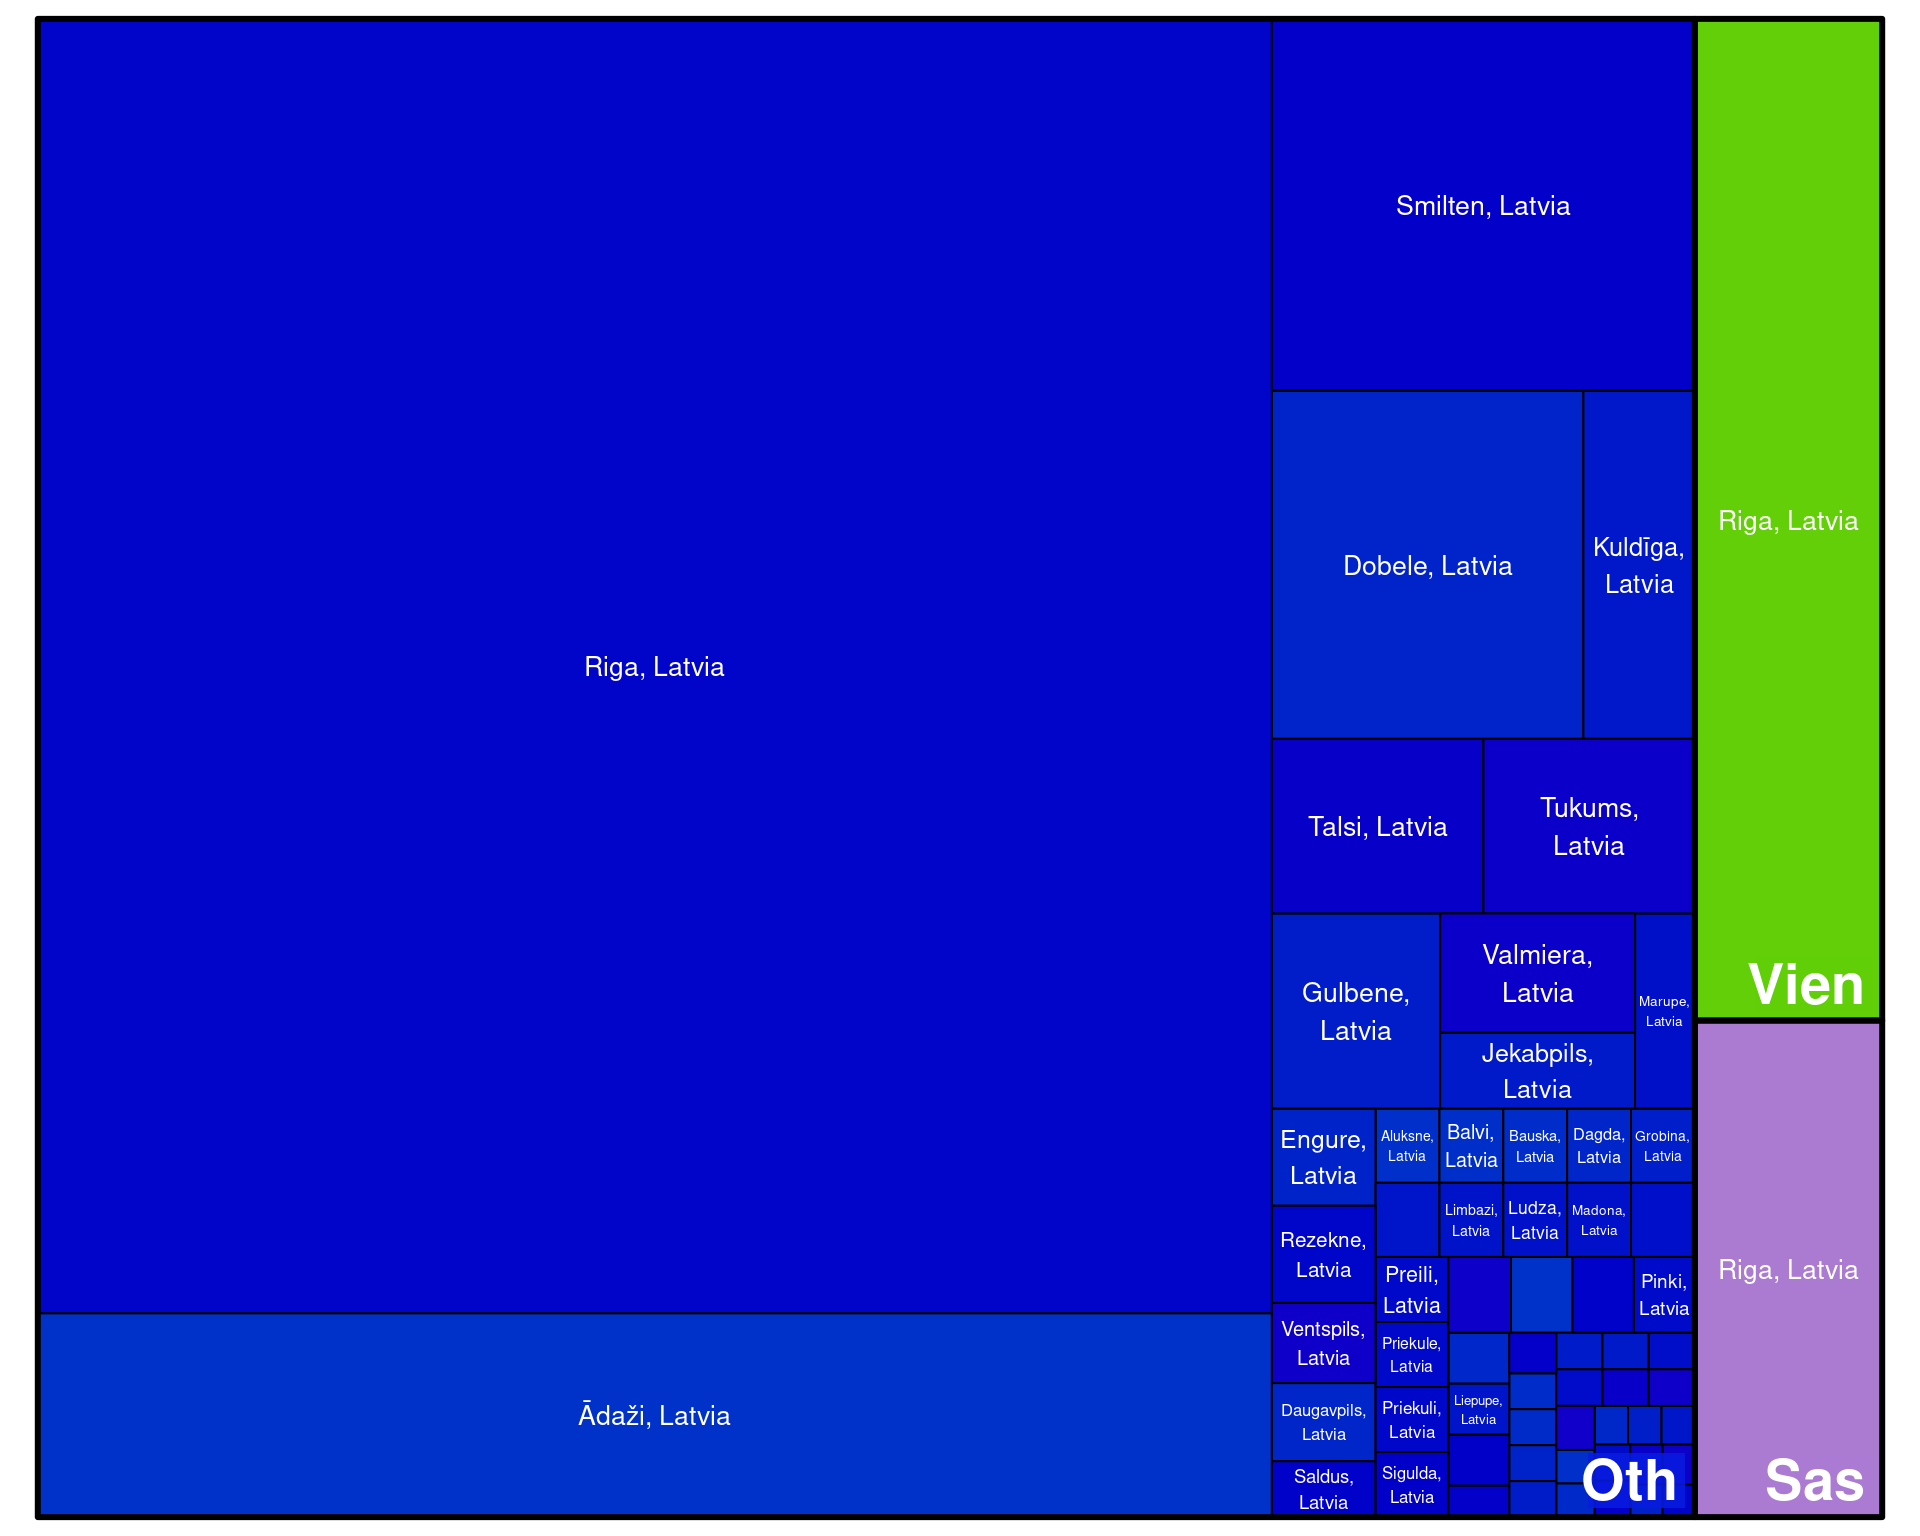 Riga, Latvia
Ādaži, Latvia
Smilten, Latvia
Dobele, Latvia
Kuldīga,
Latvia
Talsi, Latvia
Tukums,
Latvia
Gulbene,
Latvia
Valmiera,
Latvia
Jekabpils,
Latvia
Marupe,
Latvia
Engure,
Latvia
Rezekne,
Latvia
Ventspils,
Latvia
Daugavpils,
Latvia
Saldus,
Latvia
Aluksne,
Latvia
Balvi,
Latvia
Bauska,
Latvia
Dagda,
Latvia
Grobina,
Latvia
Limbazi,
Latvia
Ludza,
Latvia
Madona,
Latvia
Preili,
Latvia
Priekule,
Latvia
Priekuli,
Latvia
Sigulda,
Latvia
Pinki,
Latvia
Liepupe,
Latvia
Oth
Riga, Latvia
Vien
Riga, Latvia
Sas